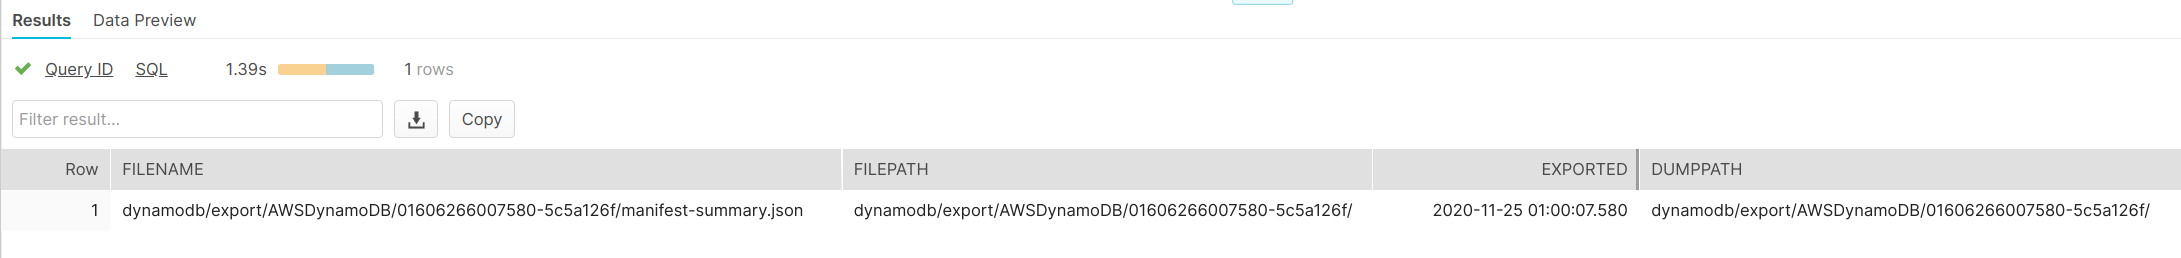 Results Data Preview
Query ID SQL 1.39s 1 rows
Filter result... Copy
Row FILENAME FILEPATH EXPORTED DUMPPATH
1 dynamodb/export/AWSDynamoDB/01606266007580-5c5a126f/manifest-summary.json dynamodb/export/AWSDynamoDB/01606266007580-5c5a126f/ 2020-11-25 01:00:07.580 dynamodb/export/AWSDynamoDB/01606266007580-5c5a126f/